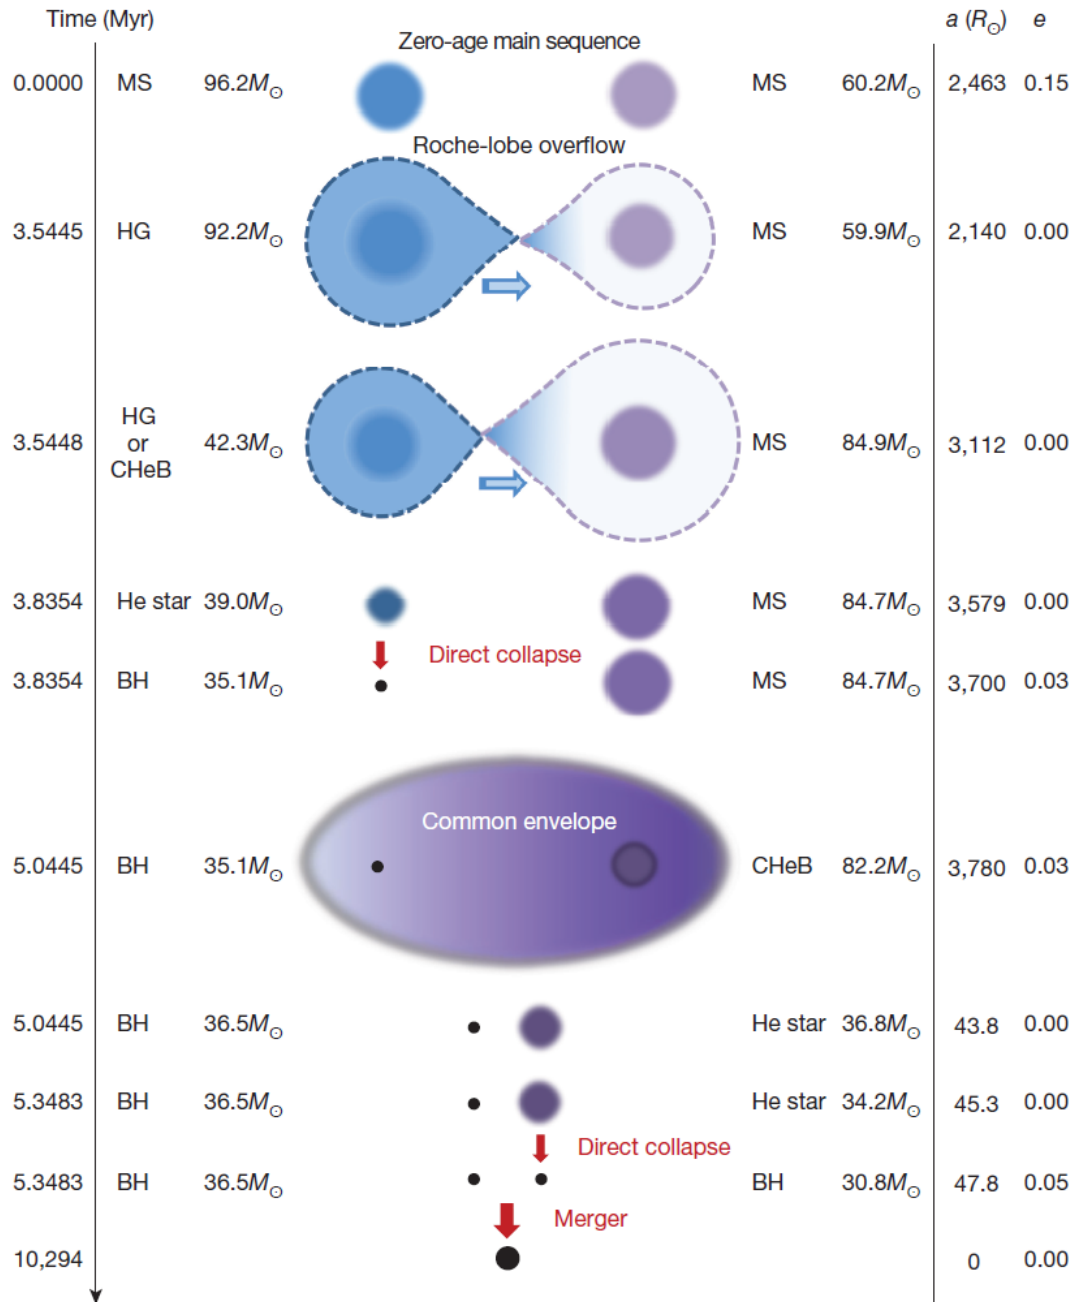 Time (Myr) a (R☉) e
Zero-age main sequence
0.0000 MS 96.2M☉ MS 60.2M☉ 2,463 0.15
Roche-lobe overflow
3.5445 HG 92.2M☉ MS 59.9M☉ 2,140 0.00
HG
or
CHeB
3.5448 42.3M☉ MS 84.9M☉ 3,112 0.00
3.8354 He star 39.0M☉ MS 84.7M☉ 3,579 0.00
Direct collapse
3.8354 BH 35.1M☉ MS 84.7M☉ 3,700 0.03
Common envelope
5.0445 BH 35.1M☉ CHeB 82.2M☉ 3,780 0.03
5.0445 BH 36.5M☉ He star 36.8M☉ 43.8 0.00
5.3483 BH 36.5M☉ He star 34.2M☉ 45.3 0.00
Direct collapse
5.3483 BH 36.5M☉ BH 30.8M☉ 47.8 0.05
Merger
10,294 0 0.00